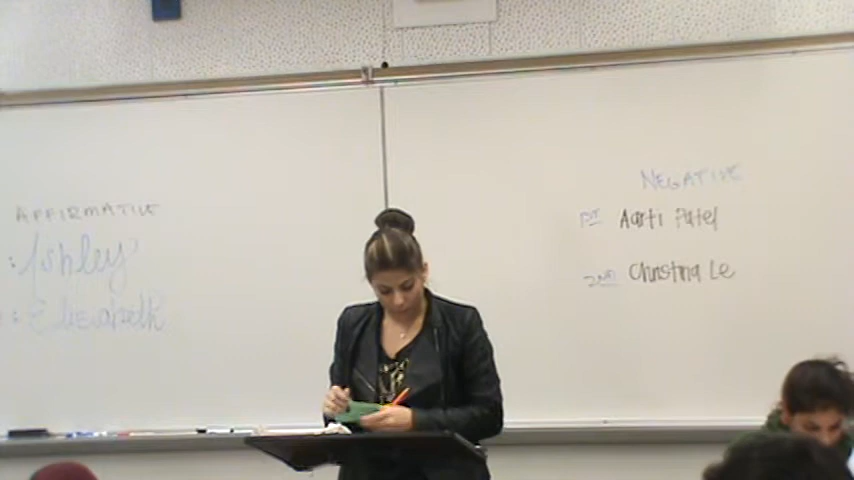 AFFIRMATIVE
: Ashley
: Elizabeth
NEGATIVE
1ST Aarti Patel
2ND Christina Le